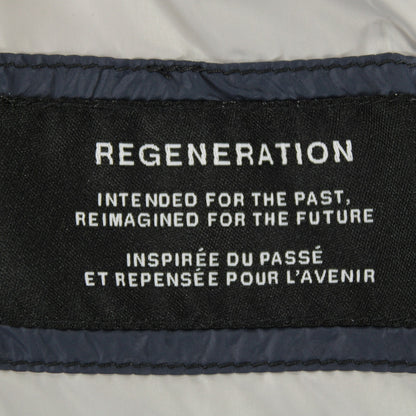 REGENERATION
INTENDED FOR THE PAST,
REIMAGINED FOR THE FUTURE
INSPIRÉE DU PASSÉ
ET REPENSÉE POUR L'AVENIR